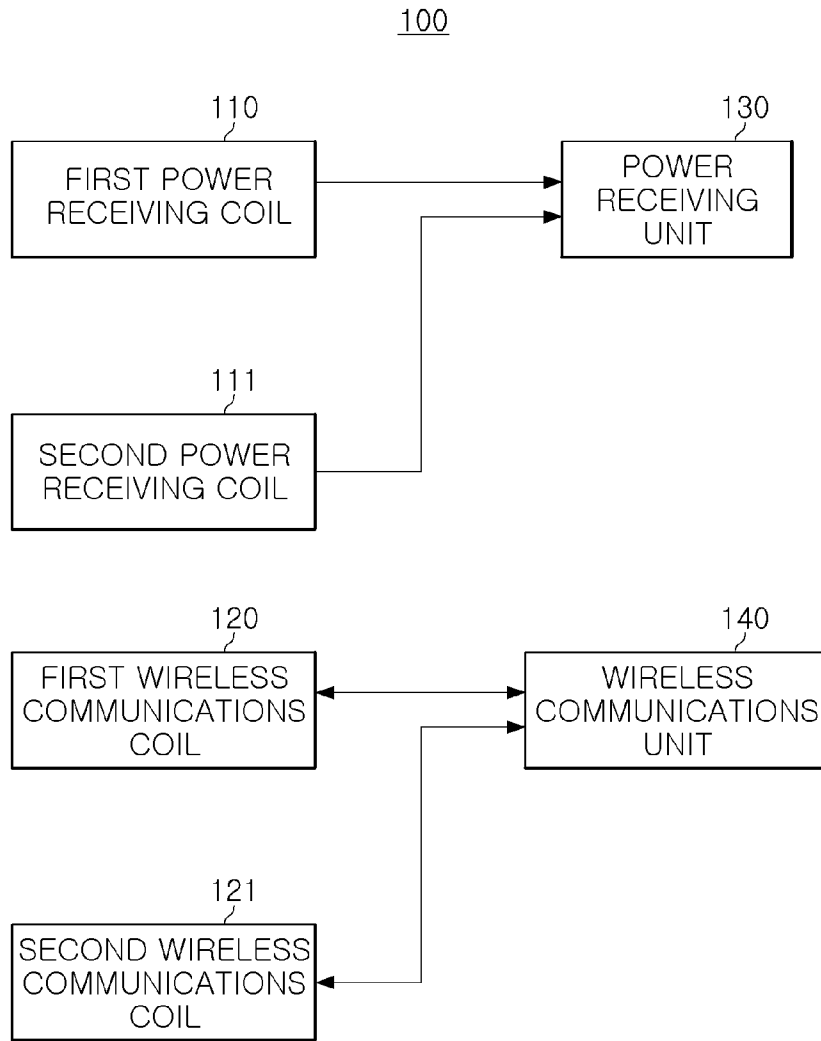 100
110
FIRST POWER
RECEIVING COIL
130
POWER
RECEIVING
UNIT
111
SECOND POWER
RECEIVING COIL
120
FIRST WIRELESS
COMMUNICATIONS
COIL
140
WIRELESS
COMMUNICATIONS
UNIT
121
SECOND WIRELESS
COMMUNICATIONS
COIL